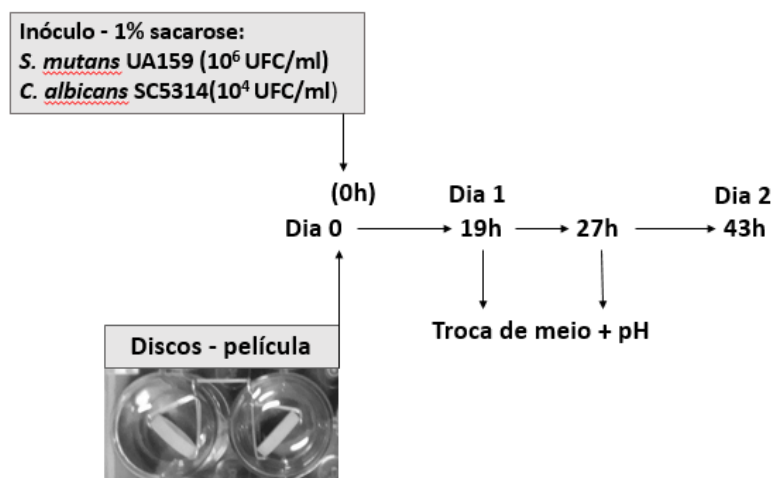 Inóculo - 1% sacarose:
S. mutans UA159 (10⁶ UFC/ml)
C. albicans SC5314(10⁴ UFC/ml)
(0h)
Dia 1
Dia 2
Dia 0
19h
27h
43h
Troca de meio + pH
Discos - película